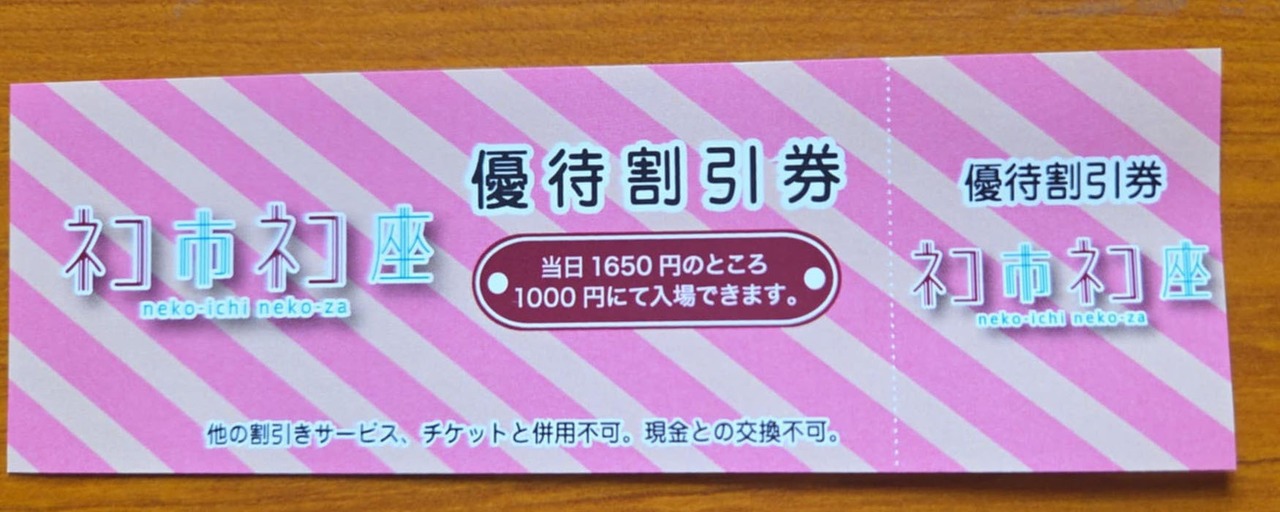 優待割引券
ネコ市ネコ座
neko-ichi neko-za
当日1650円のところ
1000円にて入場できます。
他の割引きサービス、チケットと併用不可。現金との交換不可。
優待割引券
ネコ市ネコ座
neko-ichi neko-za